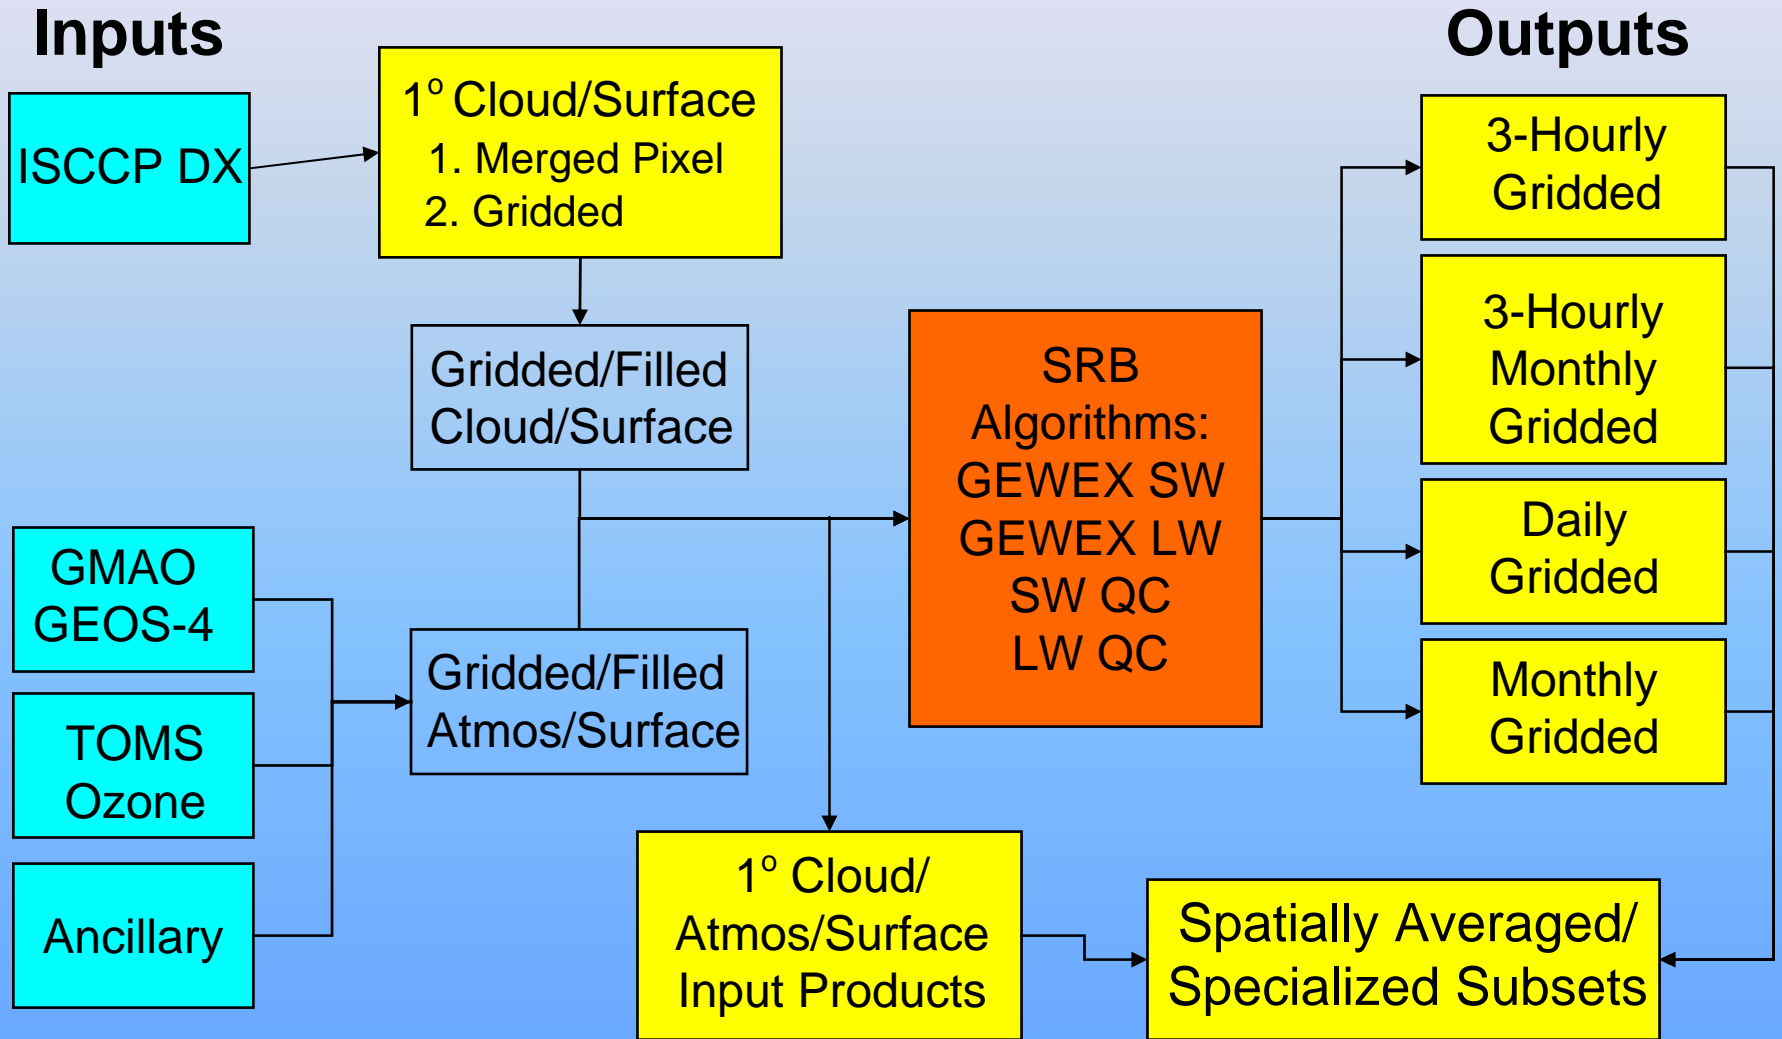 Inputs
Outputs
ISCCP DX
1° Cloud/Surface
1. Merged Pixel
2. Gridded
Gridded/Filled
Cloud/Surface
GMAO
GEOS-4
TOMS
Ozone
Ancillary
Gridded/Filled
Atmos/Surface
SRB
Algorithms:
GEWEX SW
GEWEX LW
SW QC
LW QC
1° Cloud/
Atmos/Surface
Input Products
3-Hourly
Gridded
3-Hourly
Monthly
Gridded
Daily
Gridded
Monthly
Gridded
Spatially Averaged/
Specialized Subsets